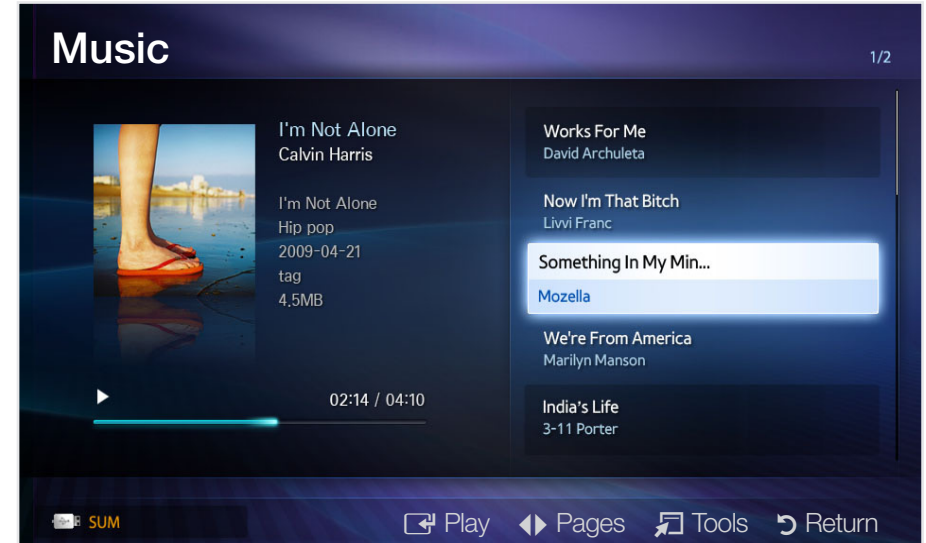 Music
1/2
I'm Not Alone
Calvin Harris
I'm Not Alone
Hip pop
2009-04-21
tag
4.5MB
02:14 / 04:10
Works For Me
David Archuleta
Now I'm That Bitch
Livvi Franc
Something In My Min...
Mozella
We're From America
Marilyn Manson
India's Life
3-11 Porter
SUM
Play Pages Tools Return